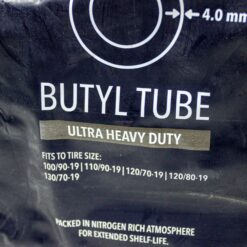 4.0 mm
BUTYL TUBE
ULTRA HEAVY DUTY
FITS TO TIRE SIZE:
100/90-19 | 110/90-19 | 120/70-19 | 120/80-19
130/70-19
PACKED IN NITROGEN RICH ATMOSPHERE
FOR EXTENDED SHELF-LIFE.